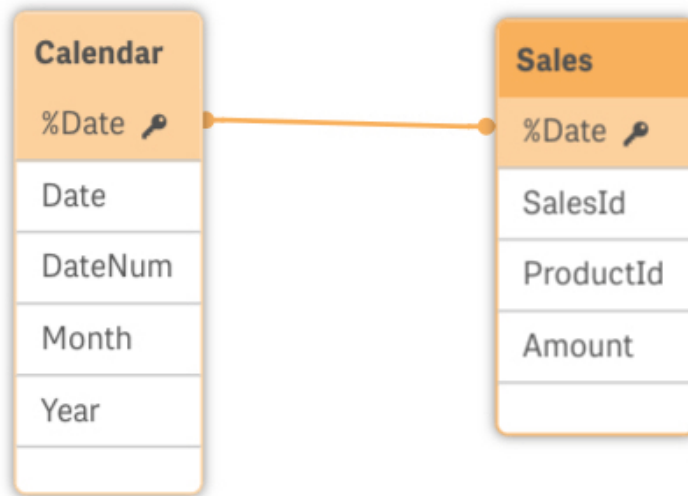 Calendar
%Date
Date
DateNum
Month
Year
Sales
%Date
SalesId
ProductId
Amount